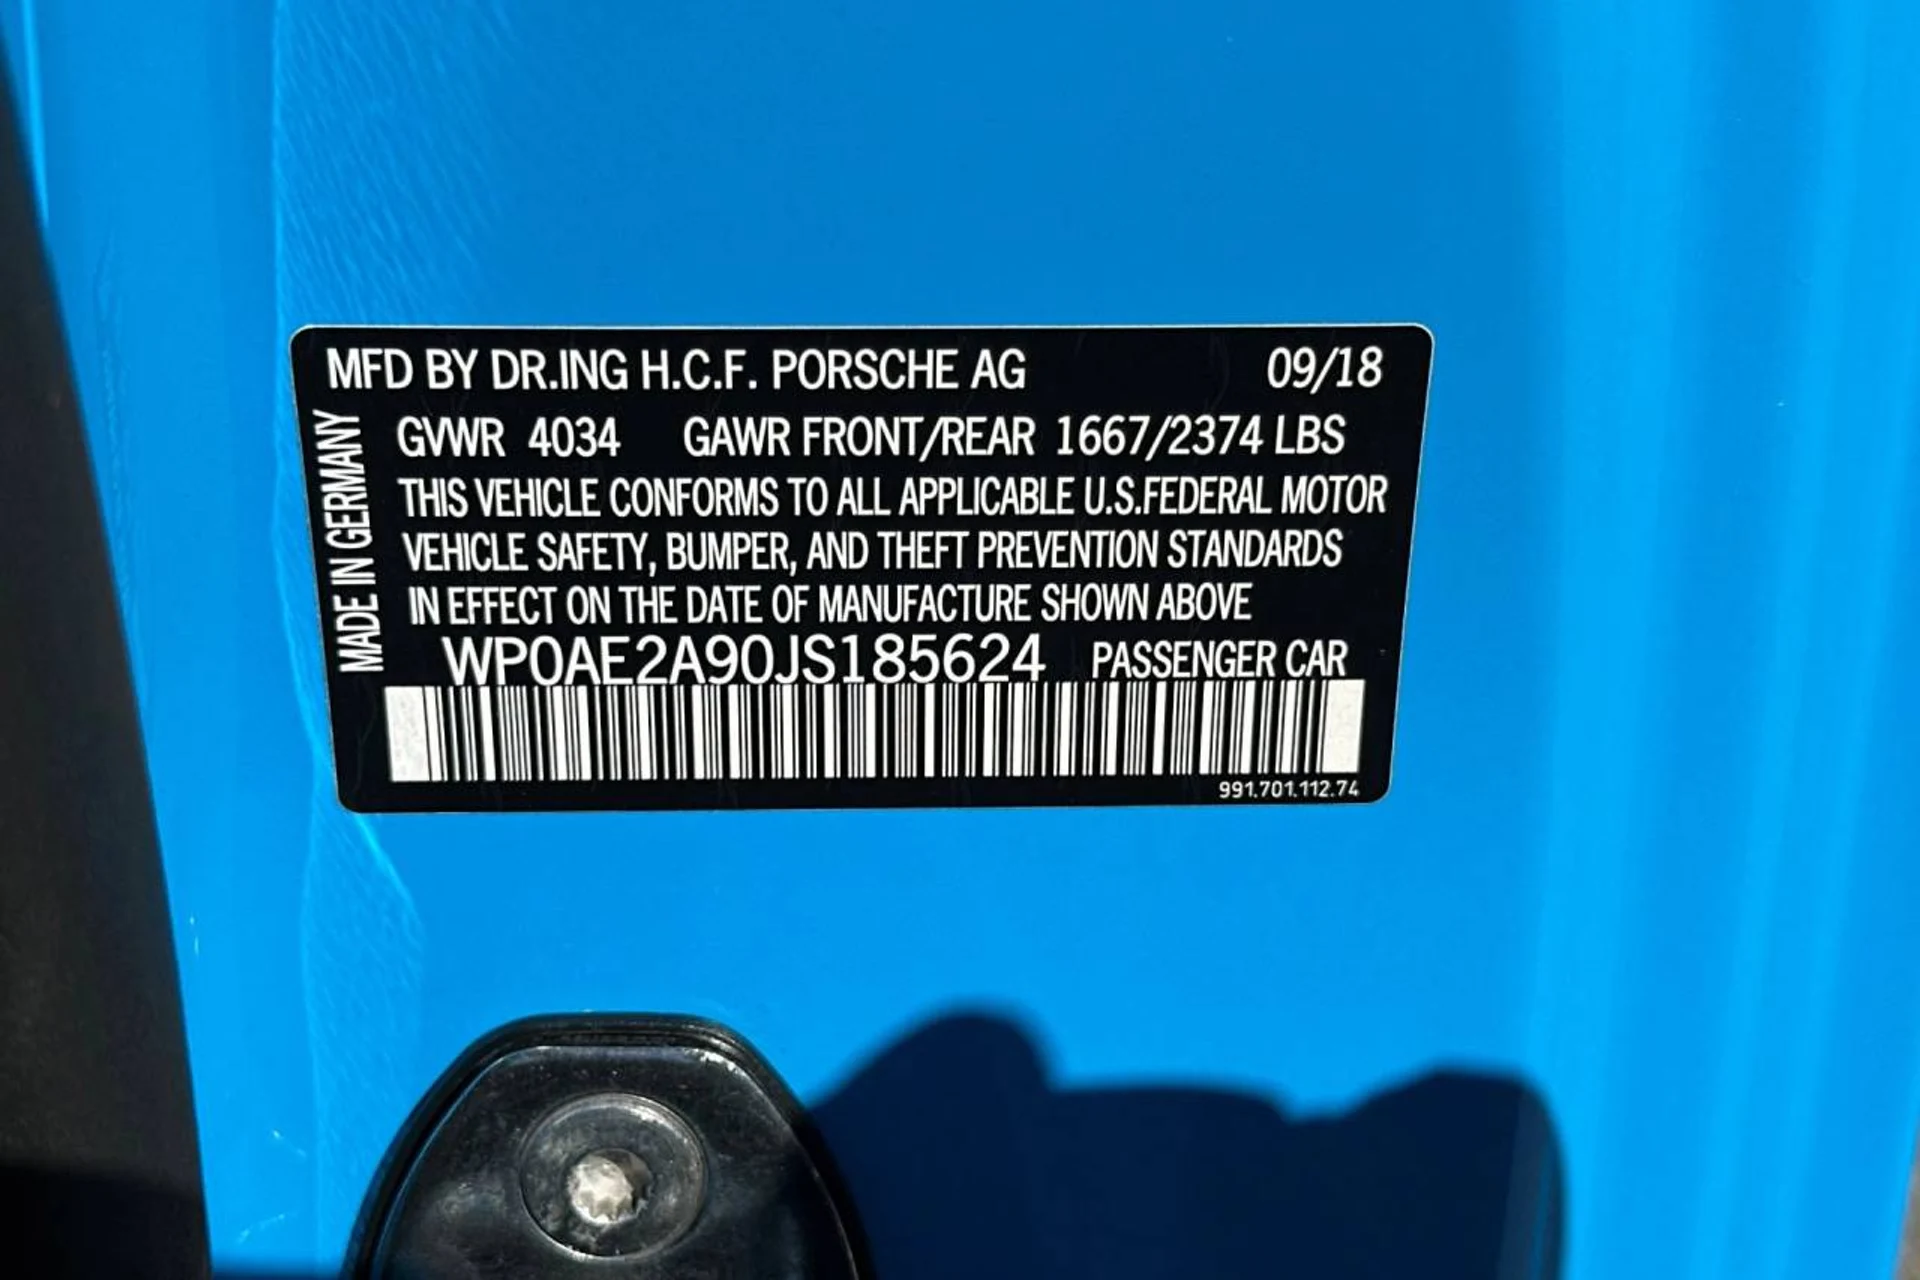 MFD BY DR.ING H.C.F. PORSCHE AG 09/18
MADE IN GERMANY
GVWR 4034 GAWR FRONT/REAR 1667/2374 LBS
THIS VEHICLE CONFORMS TO ALL APPLICABLE U.S.FEDERAL MOTOR
VEHICLE SAFETY, BUMPER, AND THEFT PREVENTION STANDARDS
IN EFFECT ON THE DATE OF MANUFACTURE SHOWN ABOVE
WP0AE2A90JS185624 PASSENGER CAR
991.701.112.74